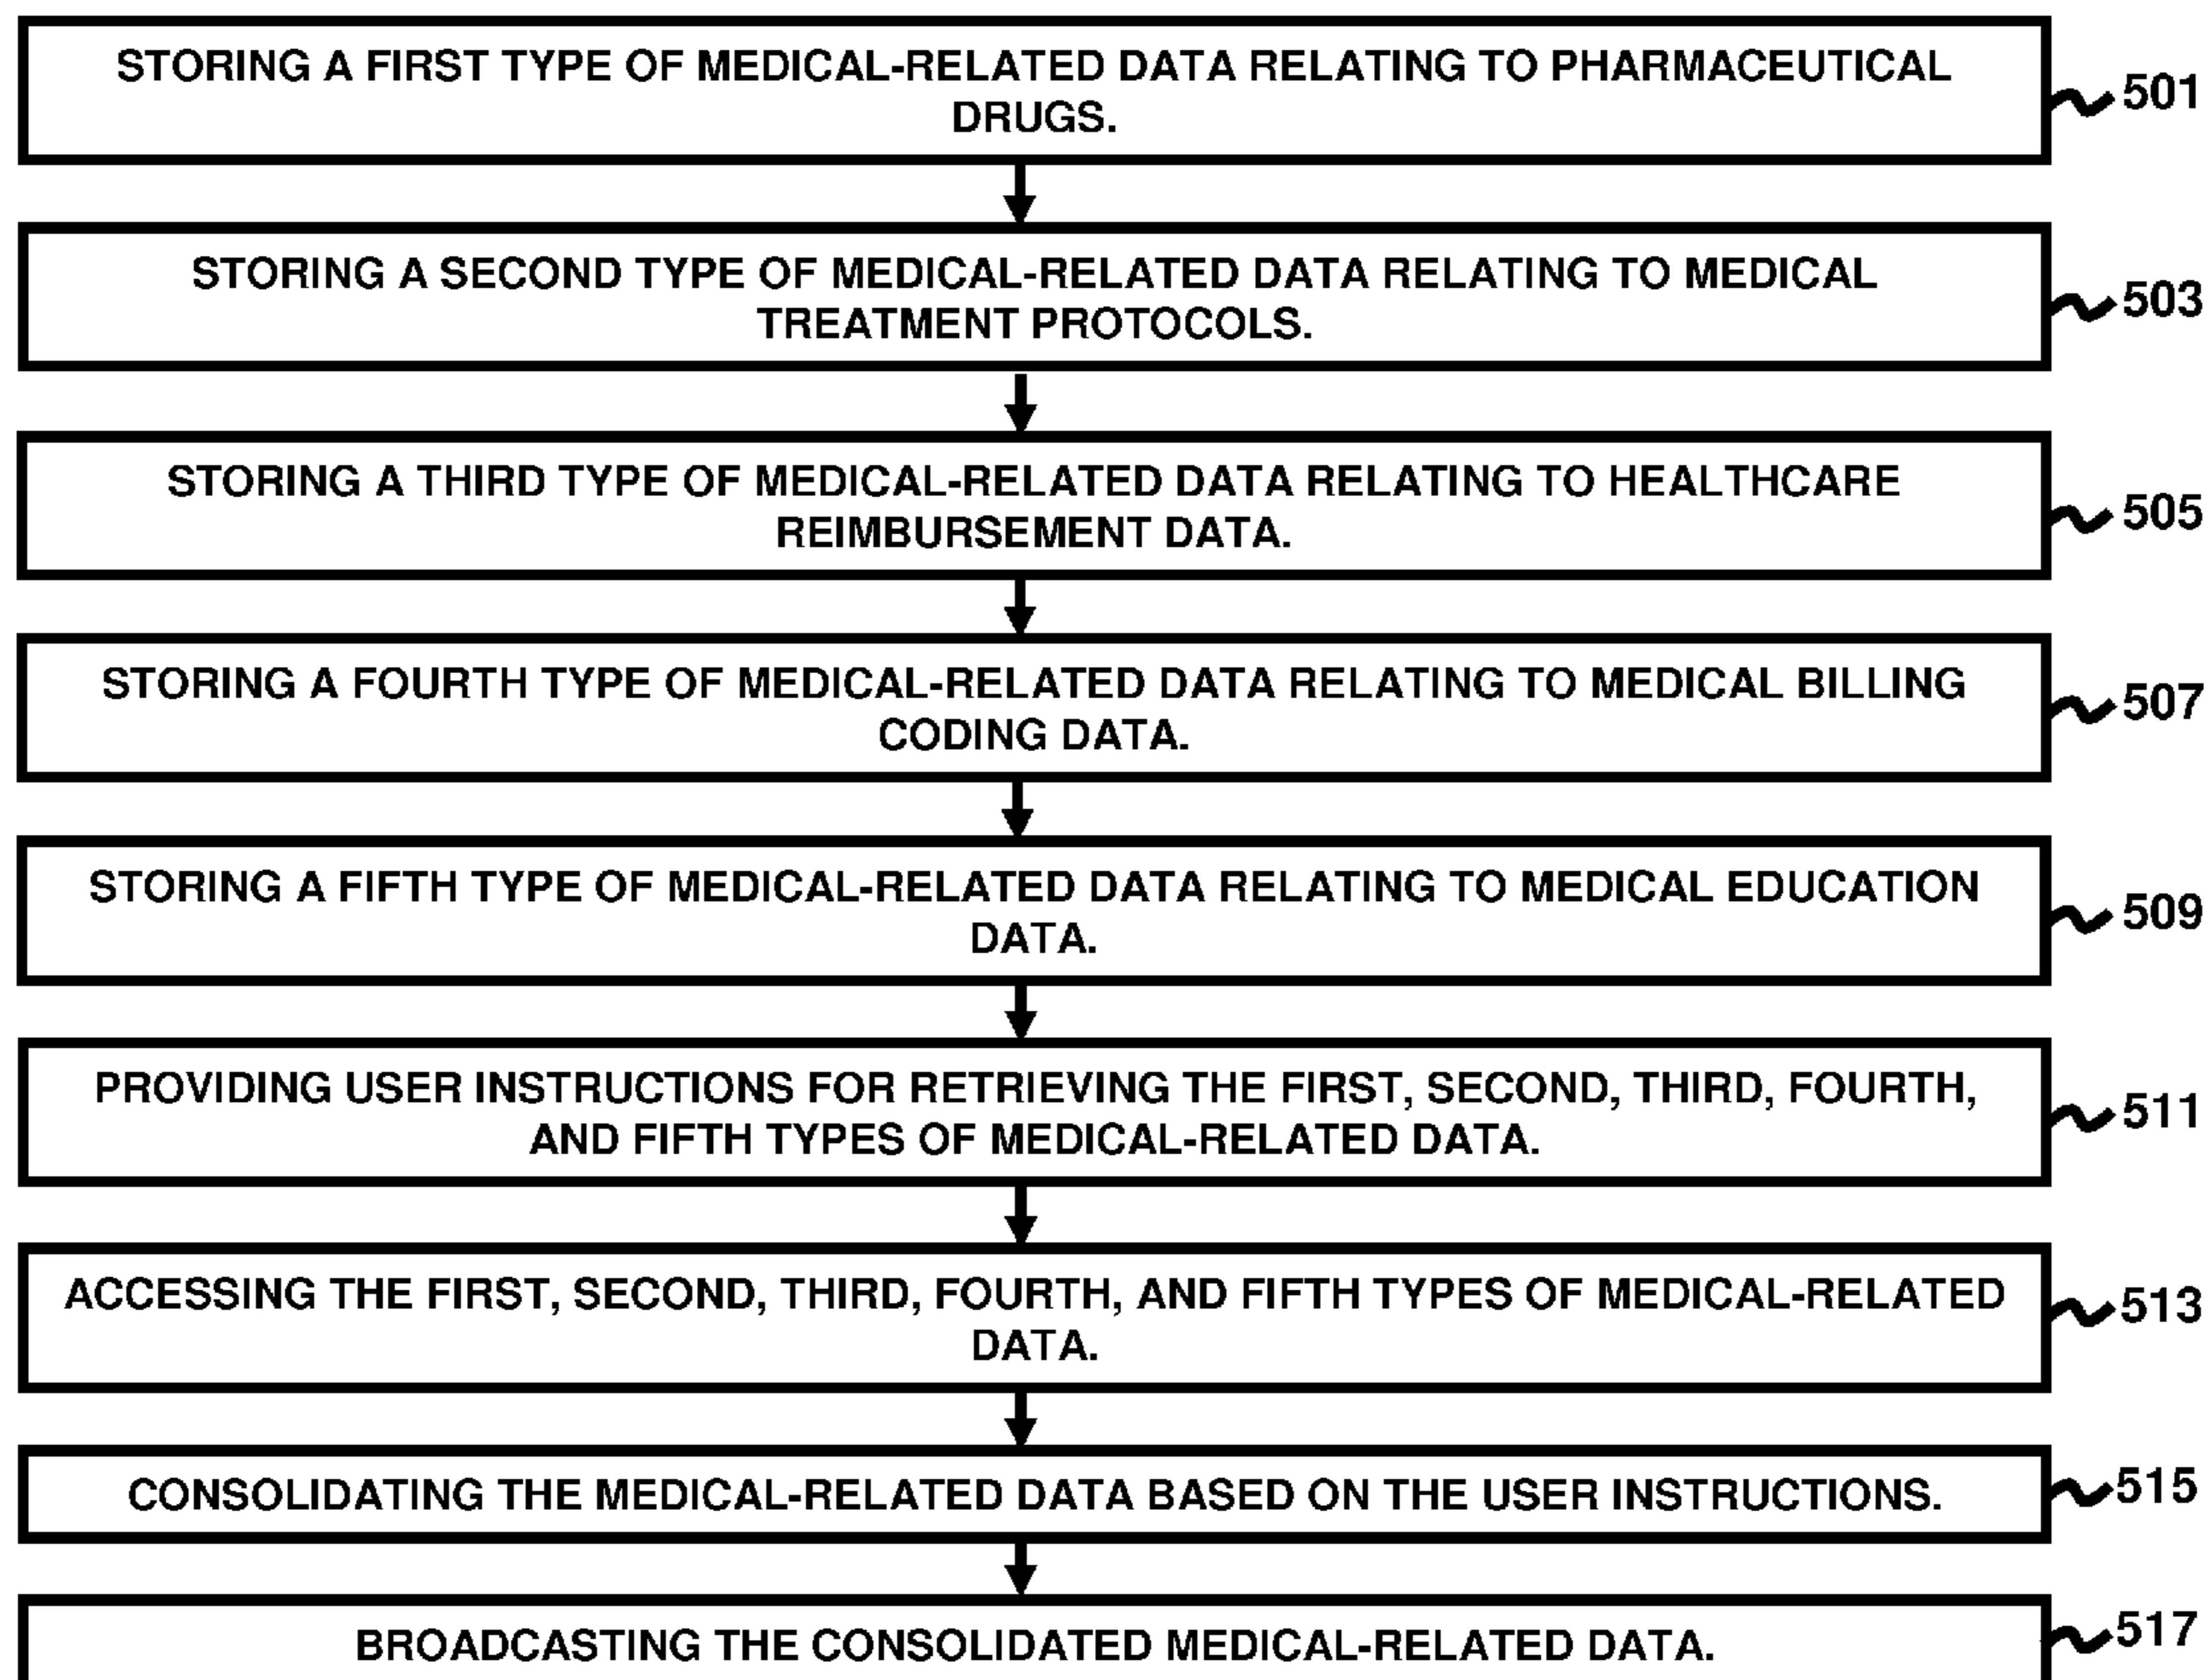 STORING A FIRST TYPE OF MEDICAL-RELATED DATA RELATING TO PHARMACEUTICAL
DRUGS.
501
STORING A SECOND TYPE OF MEDICAL-RELATED DATA RELATING TO MEDICAL
TREATMENT PROTOCOLS.
503
STORING A THIRD TYPE OF MEDICAL-RELATED DATA RELATING TO HEALTHCARE
REIMBURSEMENT DATA.
505
STORING A FOURTH TYPE OF MEDICAL-RELATED DATA RELATING TO MEDICAL BILLING
CODING DATA.
507
STORING A FIFTH TYPE OF MEDICAL-RELATED DATA RELATING TO MEDICAL EDUCATION
DATA.
509
PROVIDING USER INSTRUCTIONS FOR RETRIEVING THE FIRST, SECOND, THIRD, FOURTH,
AND FIFTH TYPES OF MEDICAL-RELATED DATA.
511
ACCESSING THE FIRST, SECOND, THIRD, FOURTH, AND FIFTH TYPES OF MEDICAL-RELATED
DATA.
513
CONSOLIDATING THE MEDICAL-RELATED DATA BASED ON THE USER INSTRUCTIONS.
515
BROADCASTING THE CONSOLIDATED MEDICAL-RELATED DATA.
517